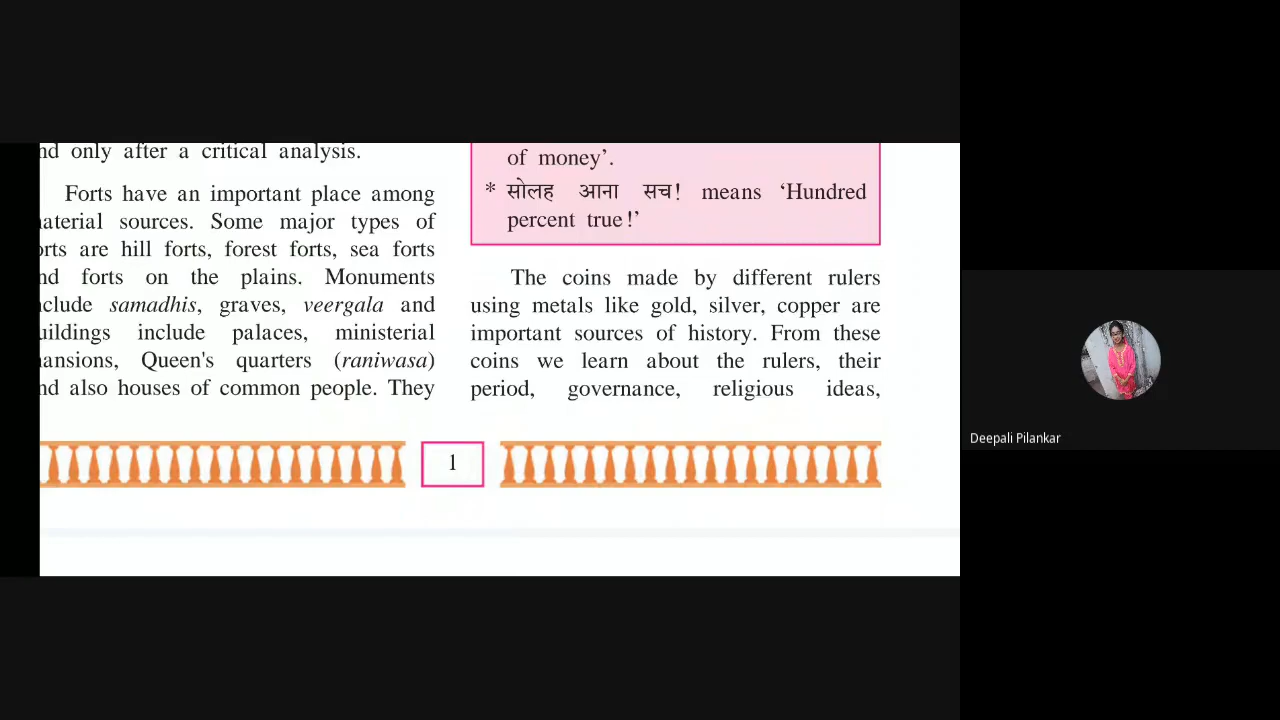 nd only after a critical analysis.
Forts have an important place among
aterial sources. Some major types of
orts are hill forts, forest forts, sea forts
nd forts on the plains. Monuments
nclude samadhis, graves, veergala and
uildings include palaces, ministerial
ansions, Queen's quarters (raniwasa)
nd also houses of common people. They
of money’.
* सोलह आना सच! means ‘Hundred
percent true!’
The coins made by different rulers
using metals like gold, silver, copper are
important sources of history. From these
coins we learn about the rulers, their
period, governance, religious ideas,
1
Deepali Pilankar